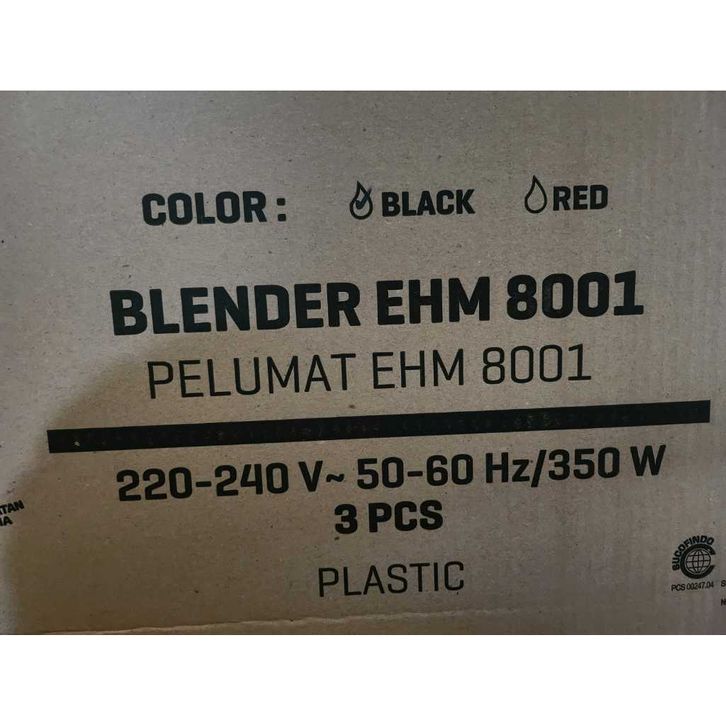 COLOR : BLACK RED
BLENDER EHM 8001
PELUMAT EHM 8001
220-240 V~ 50-60 Hz/350 W
3 PCS
PLASTIC
SUCOFINDO
PCS 00247.04